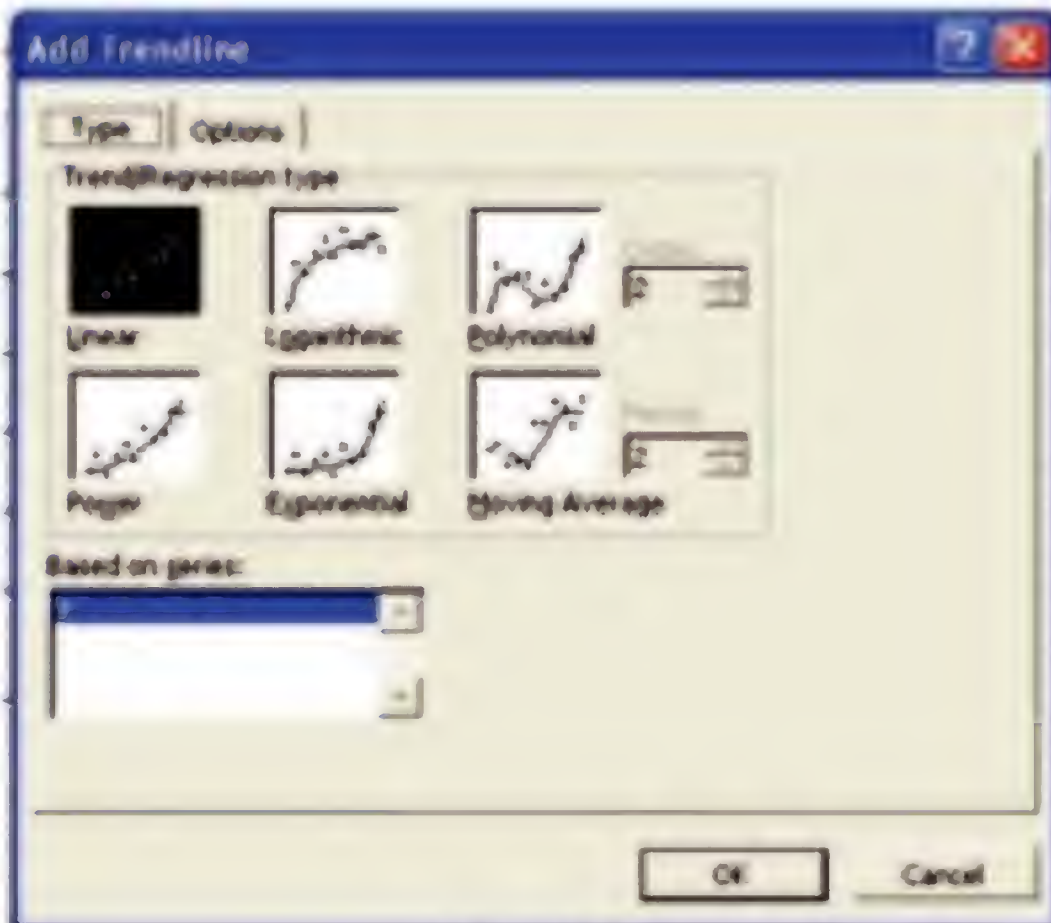 Add Trendline
Type Options
Trend/Regression type
Linear Logarithmic Polynomial
Power Exponential Moving Average
Based on series:
OK Cancel